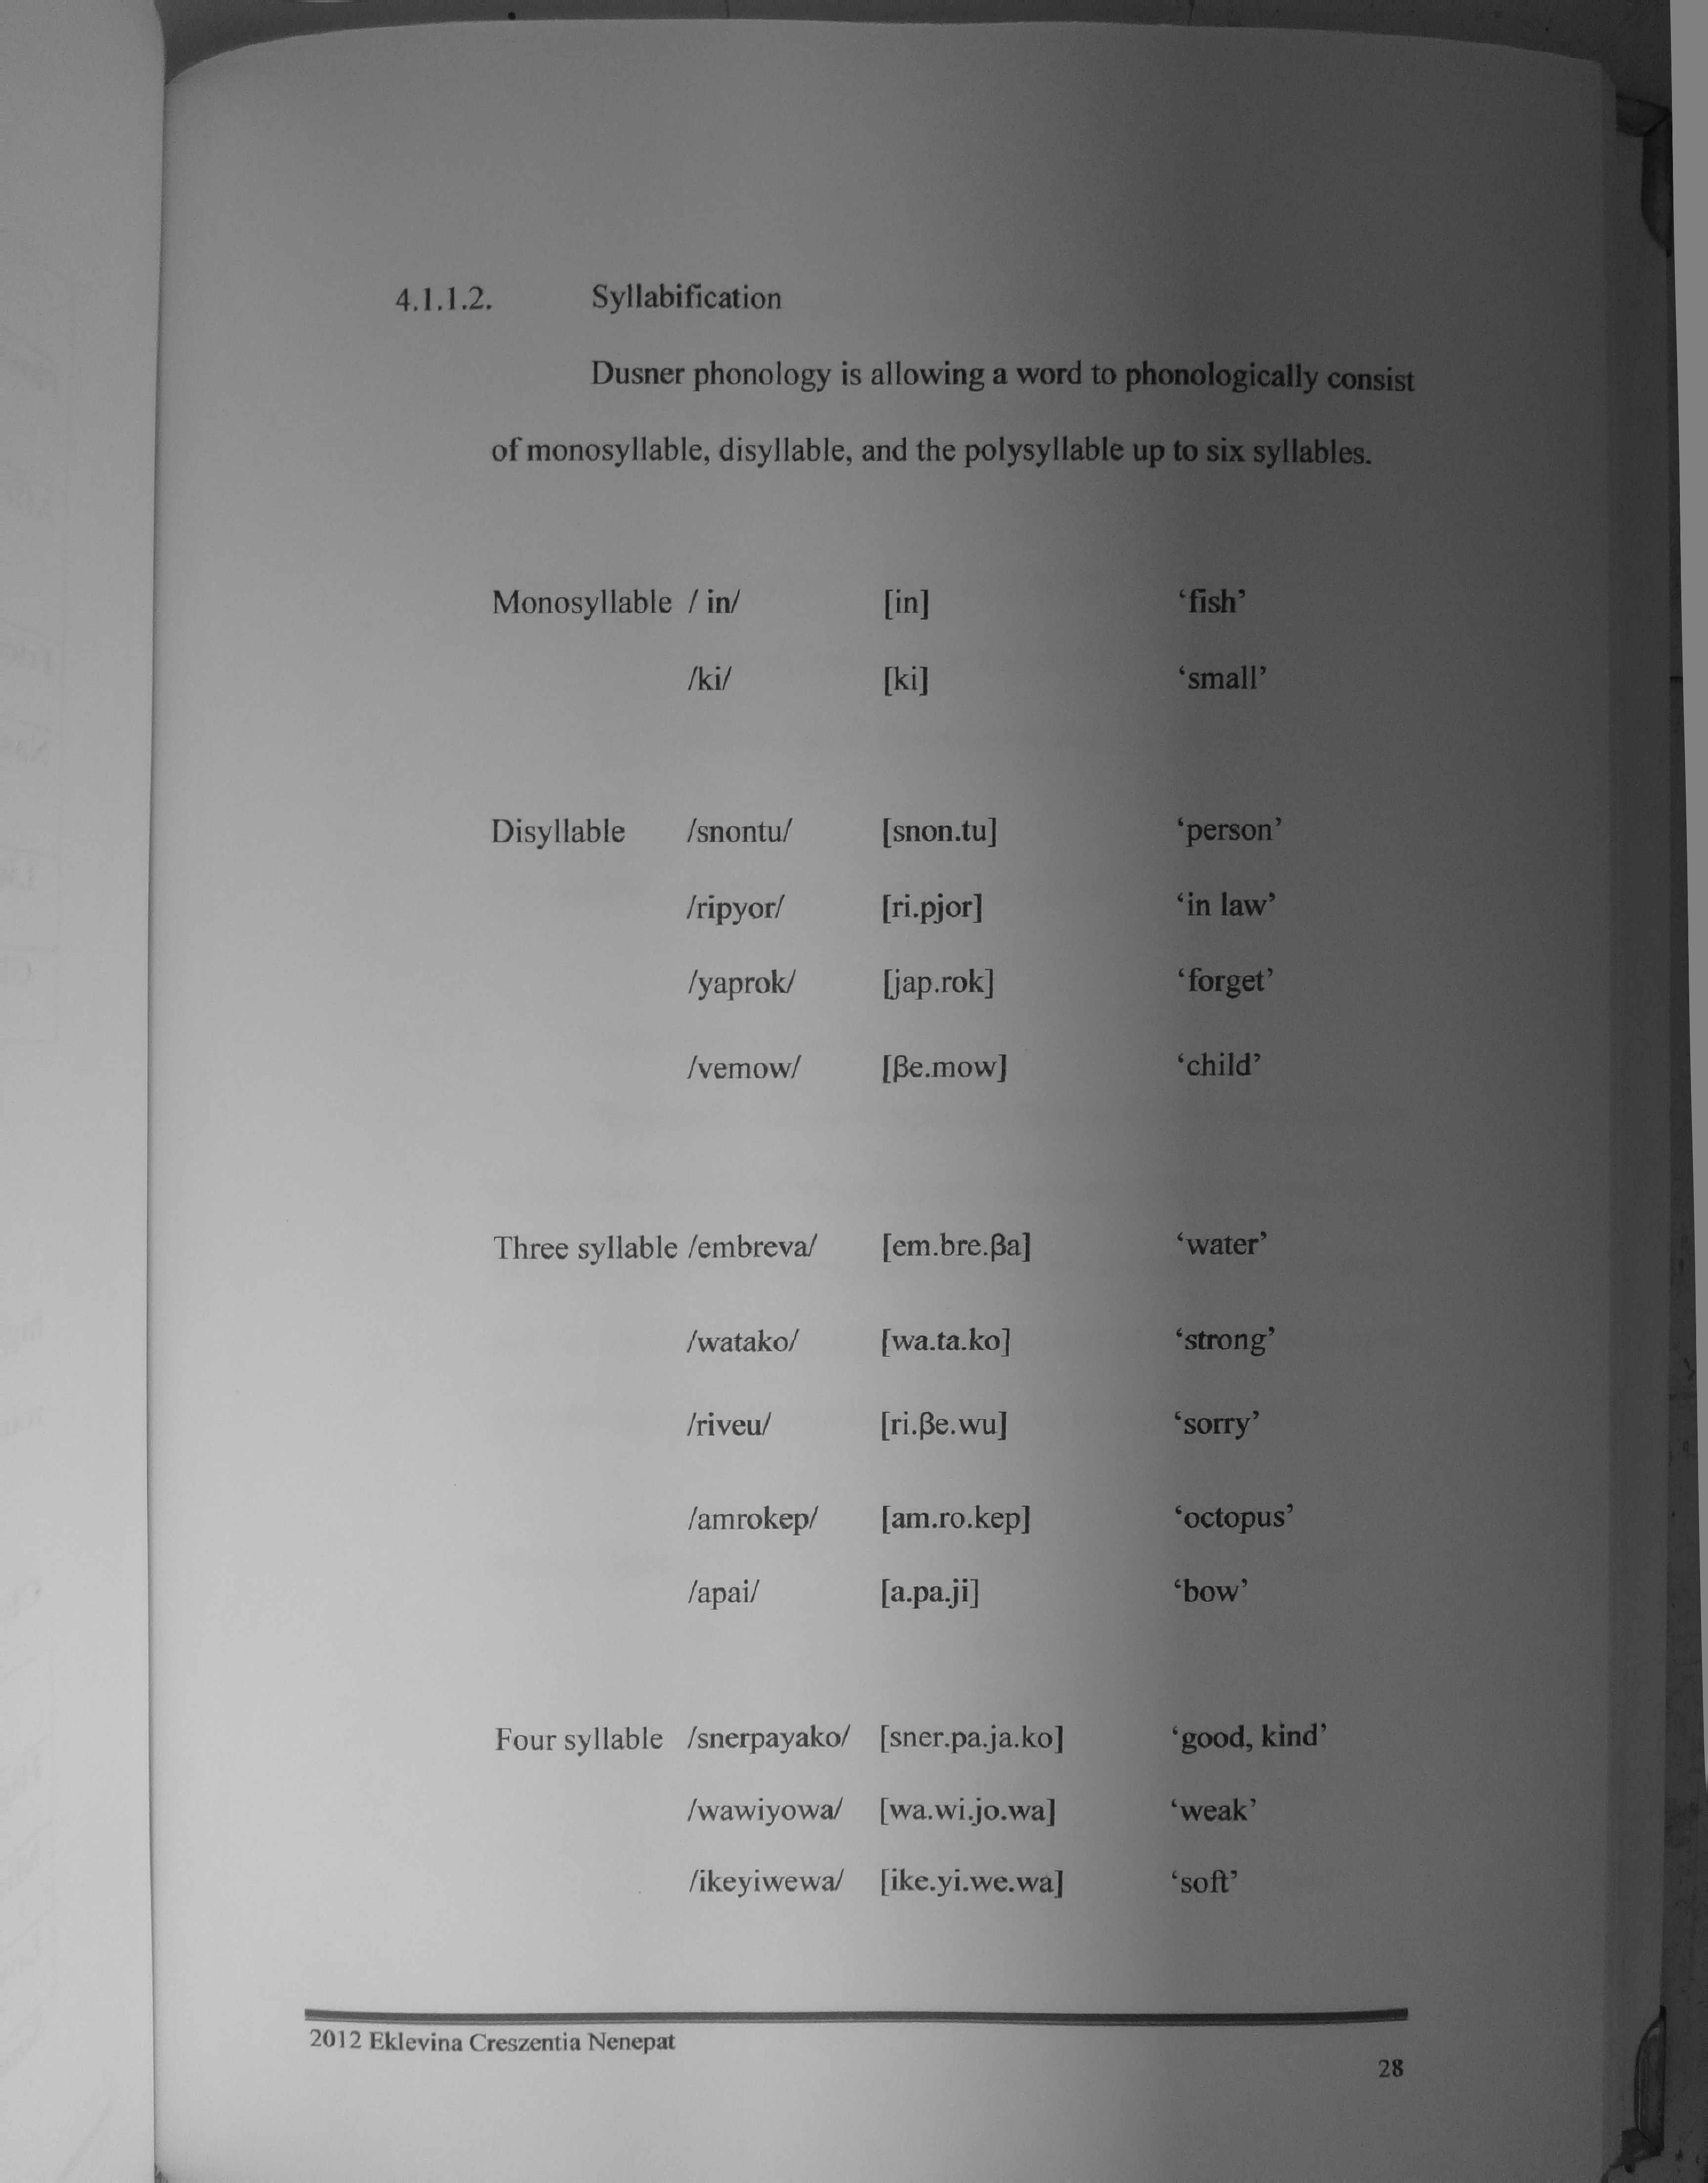 4.1.1.2. Syllabification
Dusner phonology is allowing a word to phonologically consist
of monosyllable, disyllable, and the polysyllable up to six syllables.
Monosyllable / in/ [in] ‘fish’
/ki/ [ki] ‘small’
Disyllable /snontu/ [snon.tu] ‘person’
/ripyor/ [ri.pjor] ‘in law’
/yaprok/ [jap.rok] ‘forget’
/vemow/ [βe.mow] ‘child’
Three syllable /embreva/ [em.bre.βa] ‘water’
/watako/ [wa.ta.ko] ‘strong’
/riveu/ [ri.βe.wu] ‘sorry’
/amrokep/ [am.ro.kep] ‘octopus’
/apai/ [a.pa.ji] ‘bow’
Four syllable /snerpayako/ [sner.pa.ja.ko] ‘good, kind’
/wawiyowa/ [wa.wi.jo.wa] ‘weak’
/ikeyiwewa/ [ike.yi.we.wa] ‘soft’
2012 Eklevina Creszentia Nenepat
28